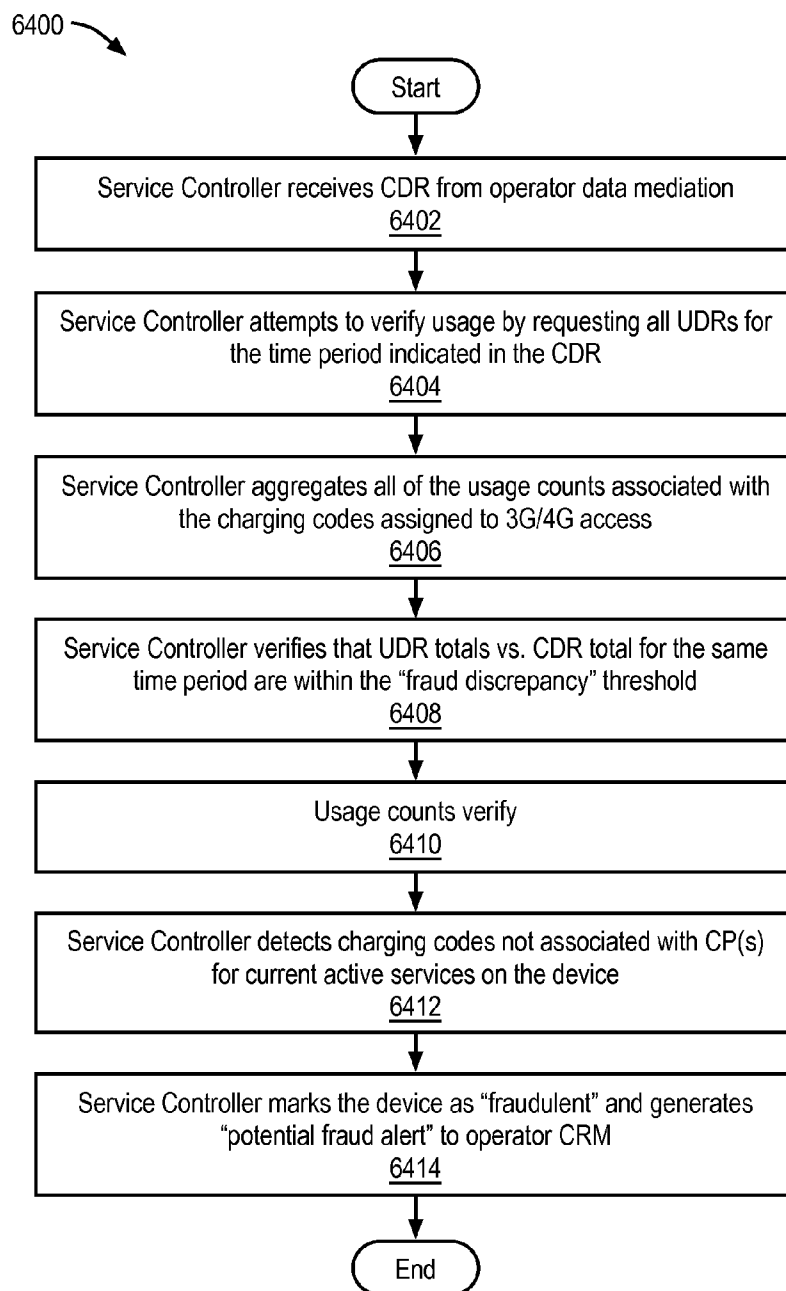 6400
Start
Service Controller receives CDR from operator data mediation
6402
Service Controller attempts to verify usage by requesting all UDRs for
the time period indicated in the CDR
6404
Service Controller aggregates all of the usage counts associated with
the charging codes assigned to 3G/4G access
6406
Service Controller verifies that UDR totals vs. CDR total for the same
time period are within the “fraud discrepancy” threshold
6408
Usage counts verify
6410
Service Controller detects charging codes not associated with CP(s)
for current active services on the device
6412
Service Controller marks the device as “fraudulent” and generates
“potential fraud alert” to operator CRM
6414
End